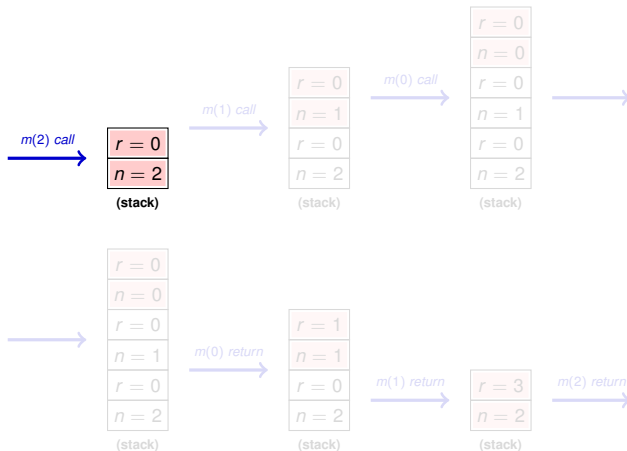 m(2) call
r = 0
n = 2
(stack)
m(1) call
r = 0
n = 1
r = 0
n = 2
(stack)
m(0) call
r = 0
n = 0
r = 0
n = 1
r = 0
n = 2
(stack)
r = 0
n = 0
r = 0
n = 1
r = 0
n = 2
(stack)
m(0) return
r = 1
n = 1
r = 0
n = 2
(stack)
m(1) return
r = 3
n = 2
(stack)
m(2) return